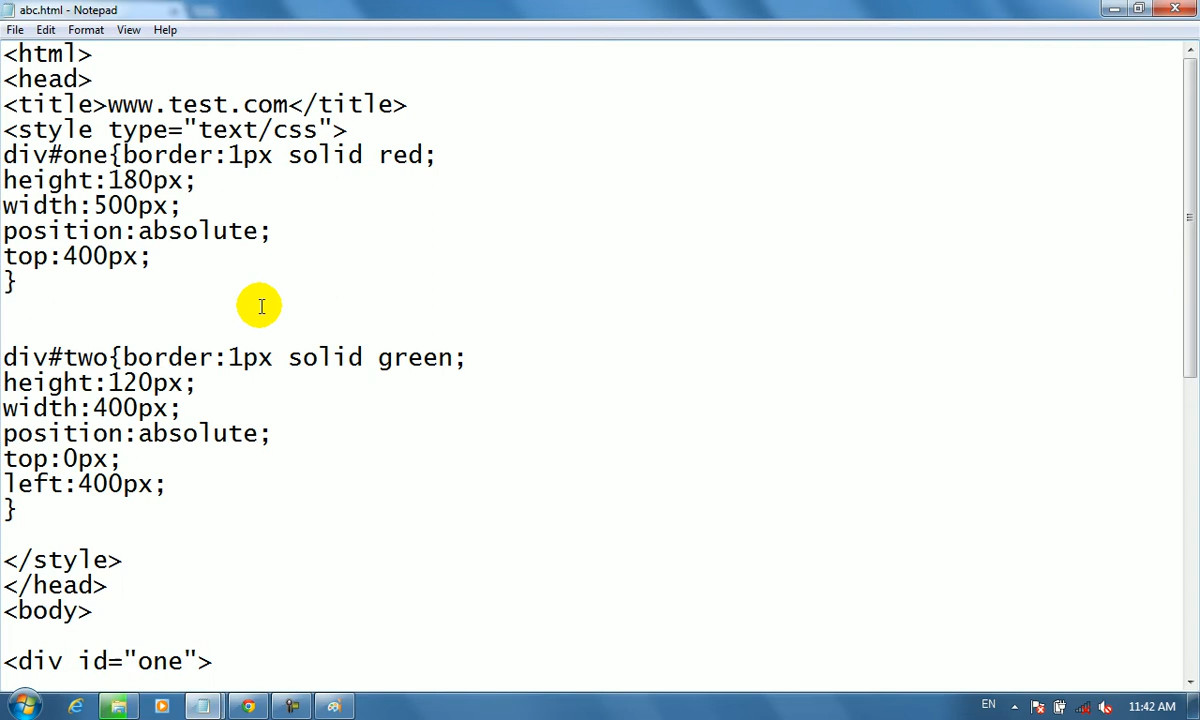 abc.html - Notepad
File Edit Format View Help
<html>
<head>
<title>www.test.com</title>
<style type="text/css">
div#one{border:1px solid red;
height:180px;
width:500px;
position:absolute;
top:400px;
}
div#two{border:1px solid green;
height:120px;
width:400px;
position:absolute;
top:0px;
left:400px;
}
</style>
</head>
<body>
<div id="one">
EN 11:42 AM